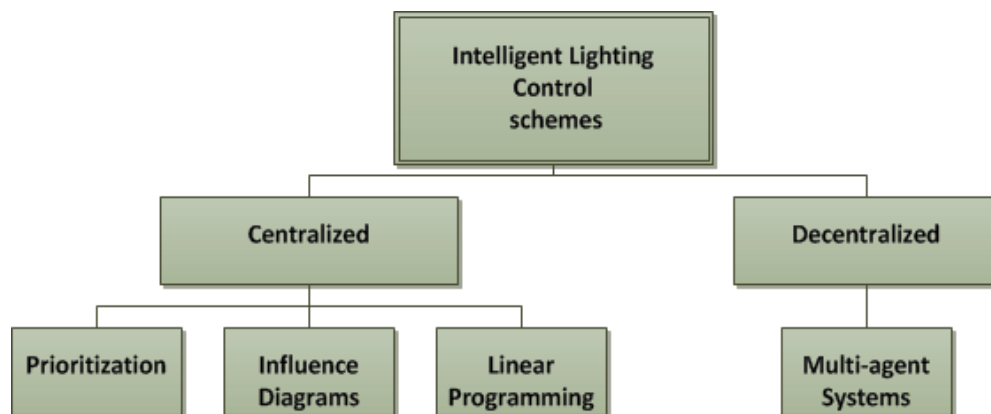 Intelligent Lighting
Control
schemes
Centralized
Decentralized
Prioritization
Influence
Diagrams
Linear
Programming
Multi-agent
Systems